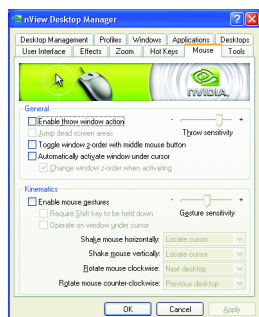 nView Desktop Manager
Desktop Management Profiles Windows Applications Desktops
User Interface Effects Zoom Hot Keys Mouse Tools
NVIDIA.
General
Enable throw window action - +
Jump dead screen areas Throw sensitivity
Toggle window z-order with middle mouse button
Automatically activate window under cursor
Change window z-order when activating
Kinematics
Enable mouse gestures - +
Require Shift key to be held down Gesture sensitivity
Operate on window under cursor
Shake mouse horizontally: Locate cursor
Shake mouse vertically: Locate cursor
Rotate mouse clockwise: Next desktop
Rotate mouse counter-clockwise: Previous desktop
OK Cancel Apply